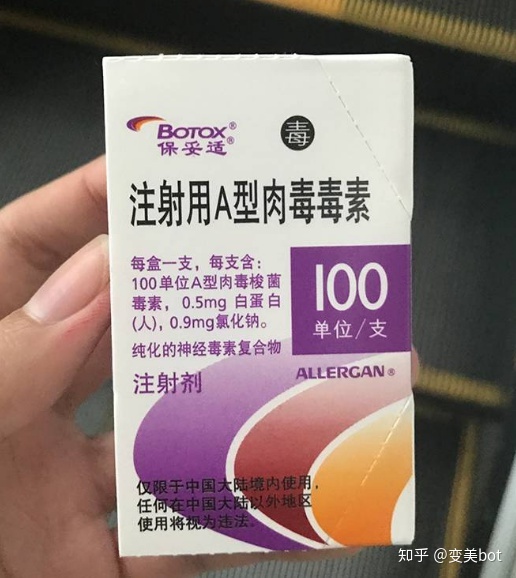 BOTOX®
保妥适®
毒
注射用A型肉毒毒素
每盒一支，每支含：
100单位A型肉毒梭菌
毒素，0.5mg 白蛋白
(人)，0.9mg氯化钠。
纯化的神经毒素复合物
注射剂
100
单位/支
ALLERGAN®
仅限于中国大陆境内使用，
任何在中国大陆以外地区
使用将视为违法。
知乎 @变美bot